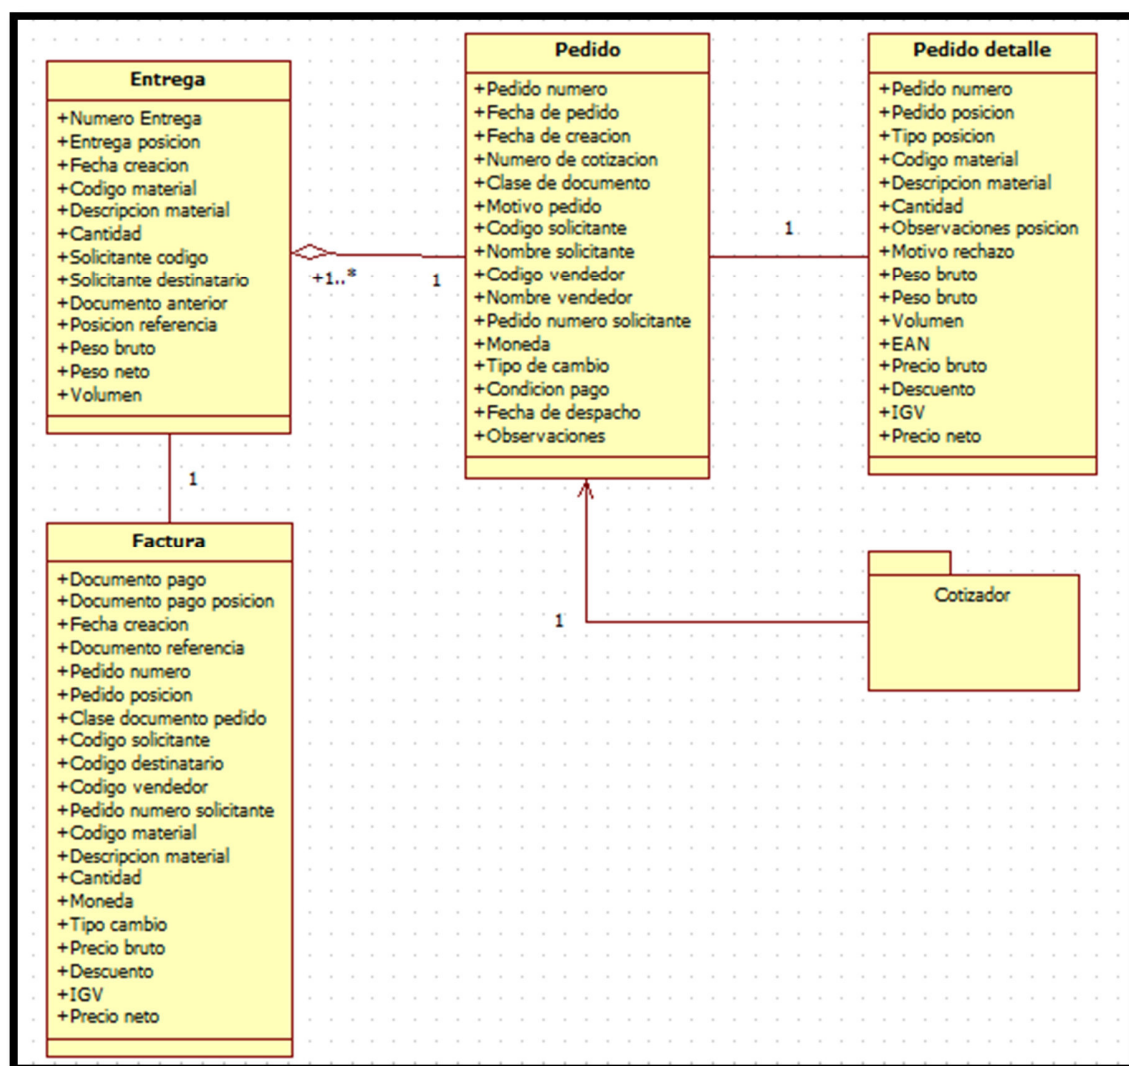 Entrega
+Numero Entrega
+Entrega posicion
+Fecha creacion
+Codigo material
+Descripcion material
+Cantidad
+Solicitante codigo
+Solicitante destinatario
+Documento anterior
+Posicion referencia
+Peso bruto
+Peso neto
+Volumen
+1..*
1
Pedido
+Pedido numero
+Fecha de pedido
+Fecha de creacion
+Numero de cotizacion
+Clase de documento
+Motivo pedido
+Codigo solicitante
+Nombre solicitante
+Codigo vendedor
+Nombre vendedor
+Pedido numero solicitante
+Moneda
+Tipo de cambio
+Condicion pago
+Fecha de despacho
+Observaciones
1
Pedido detalle
+Pedido numero
+Pedido posicion
+Tipo posicion
+Codigo material
+Descripcion material
+Cantidad
+Observaciones posicion
+Motivo rechazo
+Peso bruto
+Peso bruto
+Volumen
+EAN
+Precio bruto
+Descuento
+IGV
+Precio neto
1
Factura
+Documento pago
+Documento pago posicion
+Fecha creacion
+Documento referencia
+Pedido numero
+Pedido posicion
+Clase documento pedido
+Codigo solicitante
+Codigo destinatario
+Codigo vendedor
+Pedido numero solicitante
+Codigo material
+Descripcion material
+Cantidad
+Moneda
+Tipo cambio
+Precio bruto
+Descuento
+IGV
+Precio neto
1
Cotizador